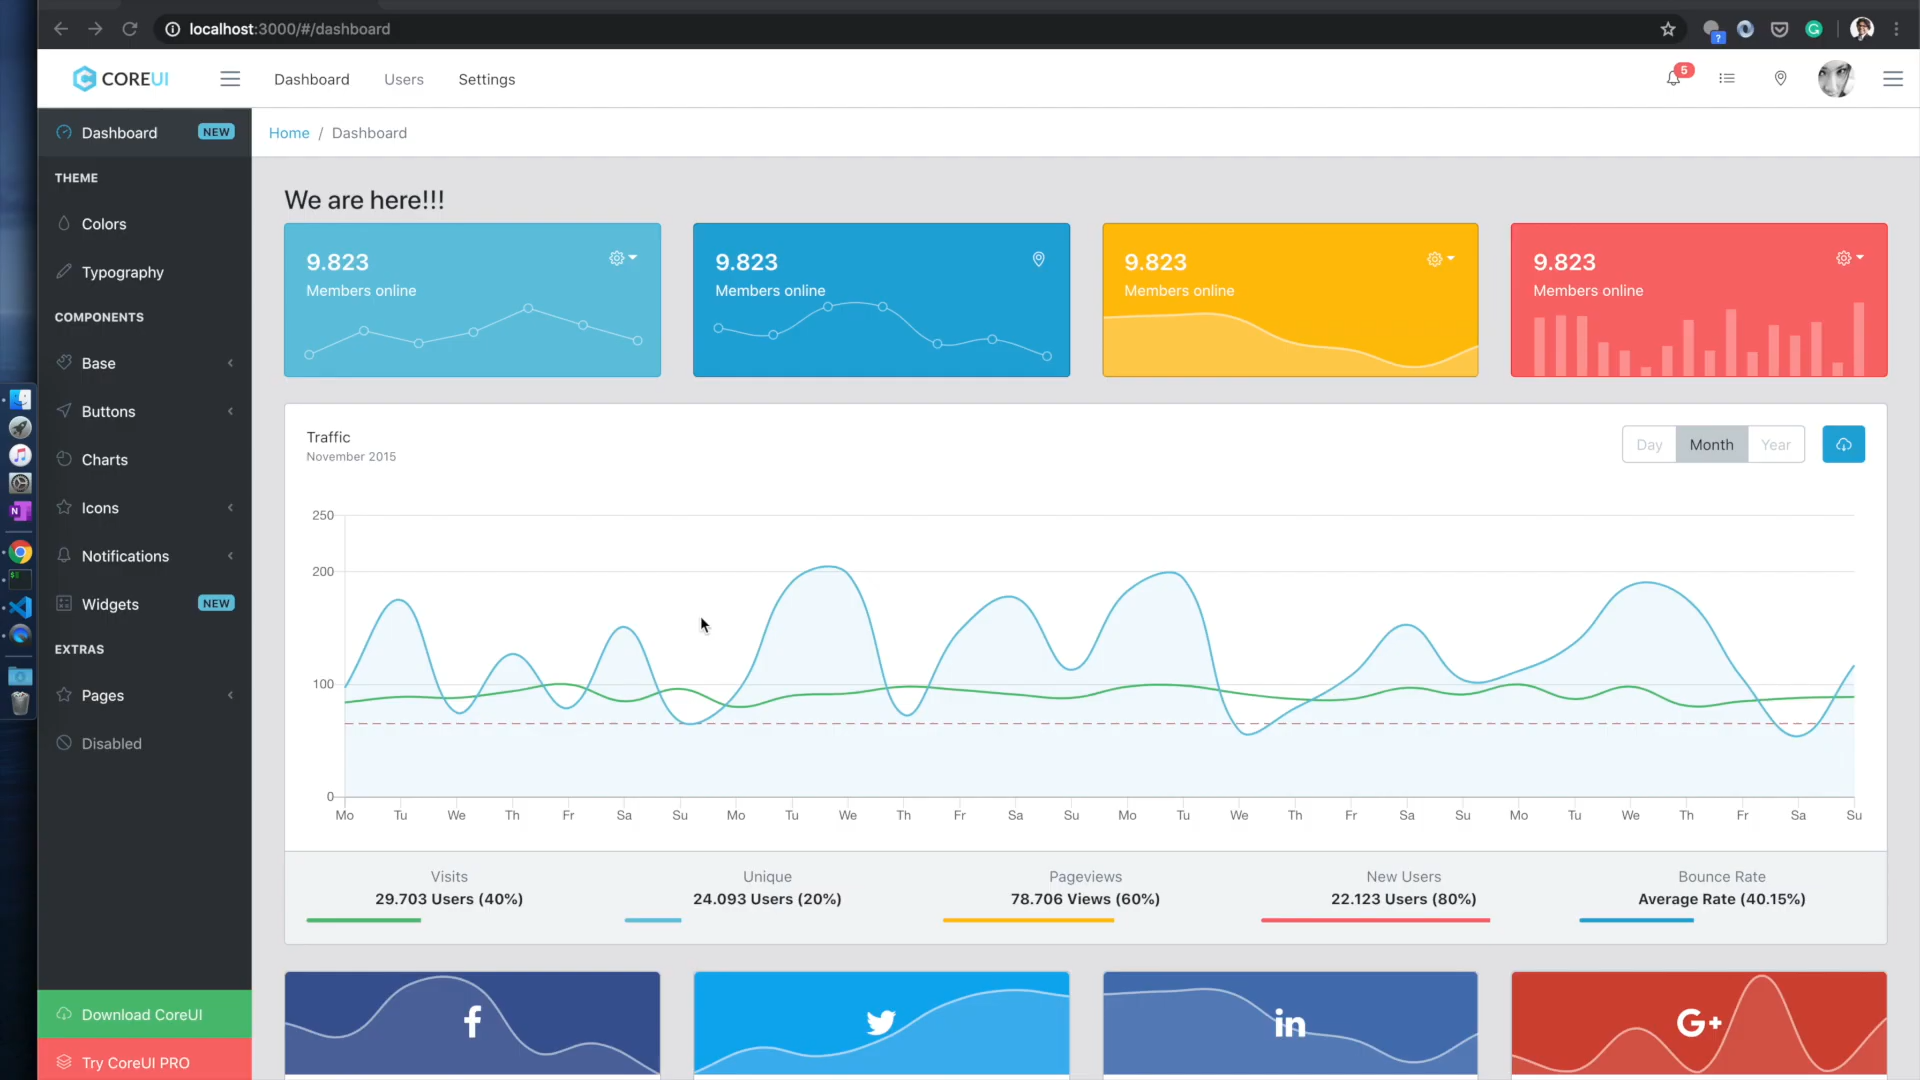 localhost:3000/#/dashboard
?
COREUI
Dashboard
Users
Settings
5
Dashboard NEW
Home / Dashboard
THEME
Colors
Typography
COMPONENTS
Base
Buttons
Charts
Icons
Notifications
Widgets NEW
EXTRAS
Pages
Disabled
Download CoreUI
Try CoreUI PRO
We are here!!!
9.823
Members online
9.823
Members online
9.823
Members online
9.823
Members online
Traffic
November 2015
Day Month Year
250
200
100
0
Mo Tu We Th Fr Sa Su Mo Tu We Th Fr Sa Su Mo Tu We Th Fr Sa Su Mo Tu We Th Fr Sa Su
Visits
29.703 Users (40%)
Unique
24.093 Users (20%)
Pageviews
78.706 Views (60%)
New Users
22.123 Users (80%)
Bounce Rate
Average Rate (40.15%)
f
in
G+